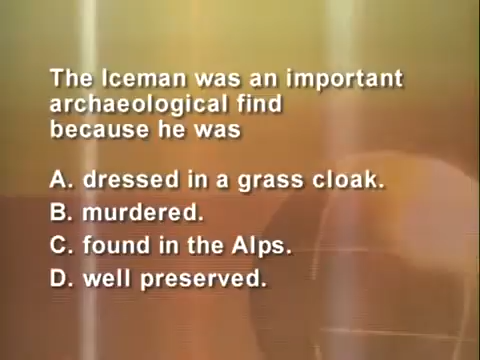 The Iceman was an important
archaeological find
because he was
A. dressed in a grass cloak.
B. murdered.
C. found in the Alps.
D. well preserved.